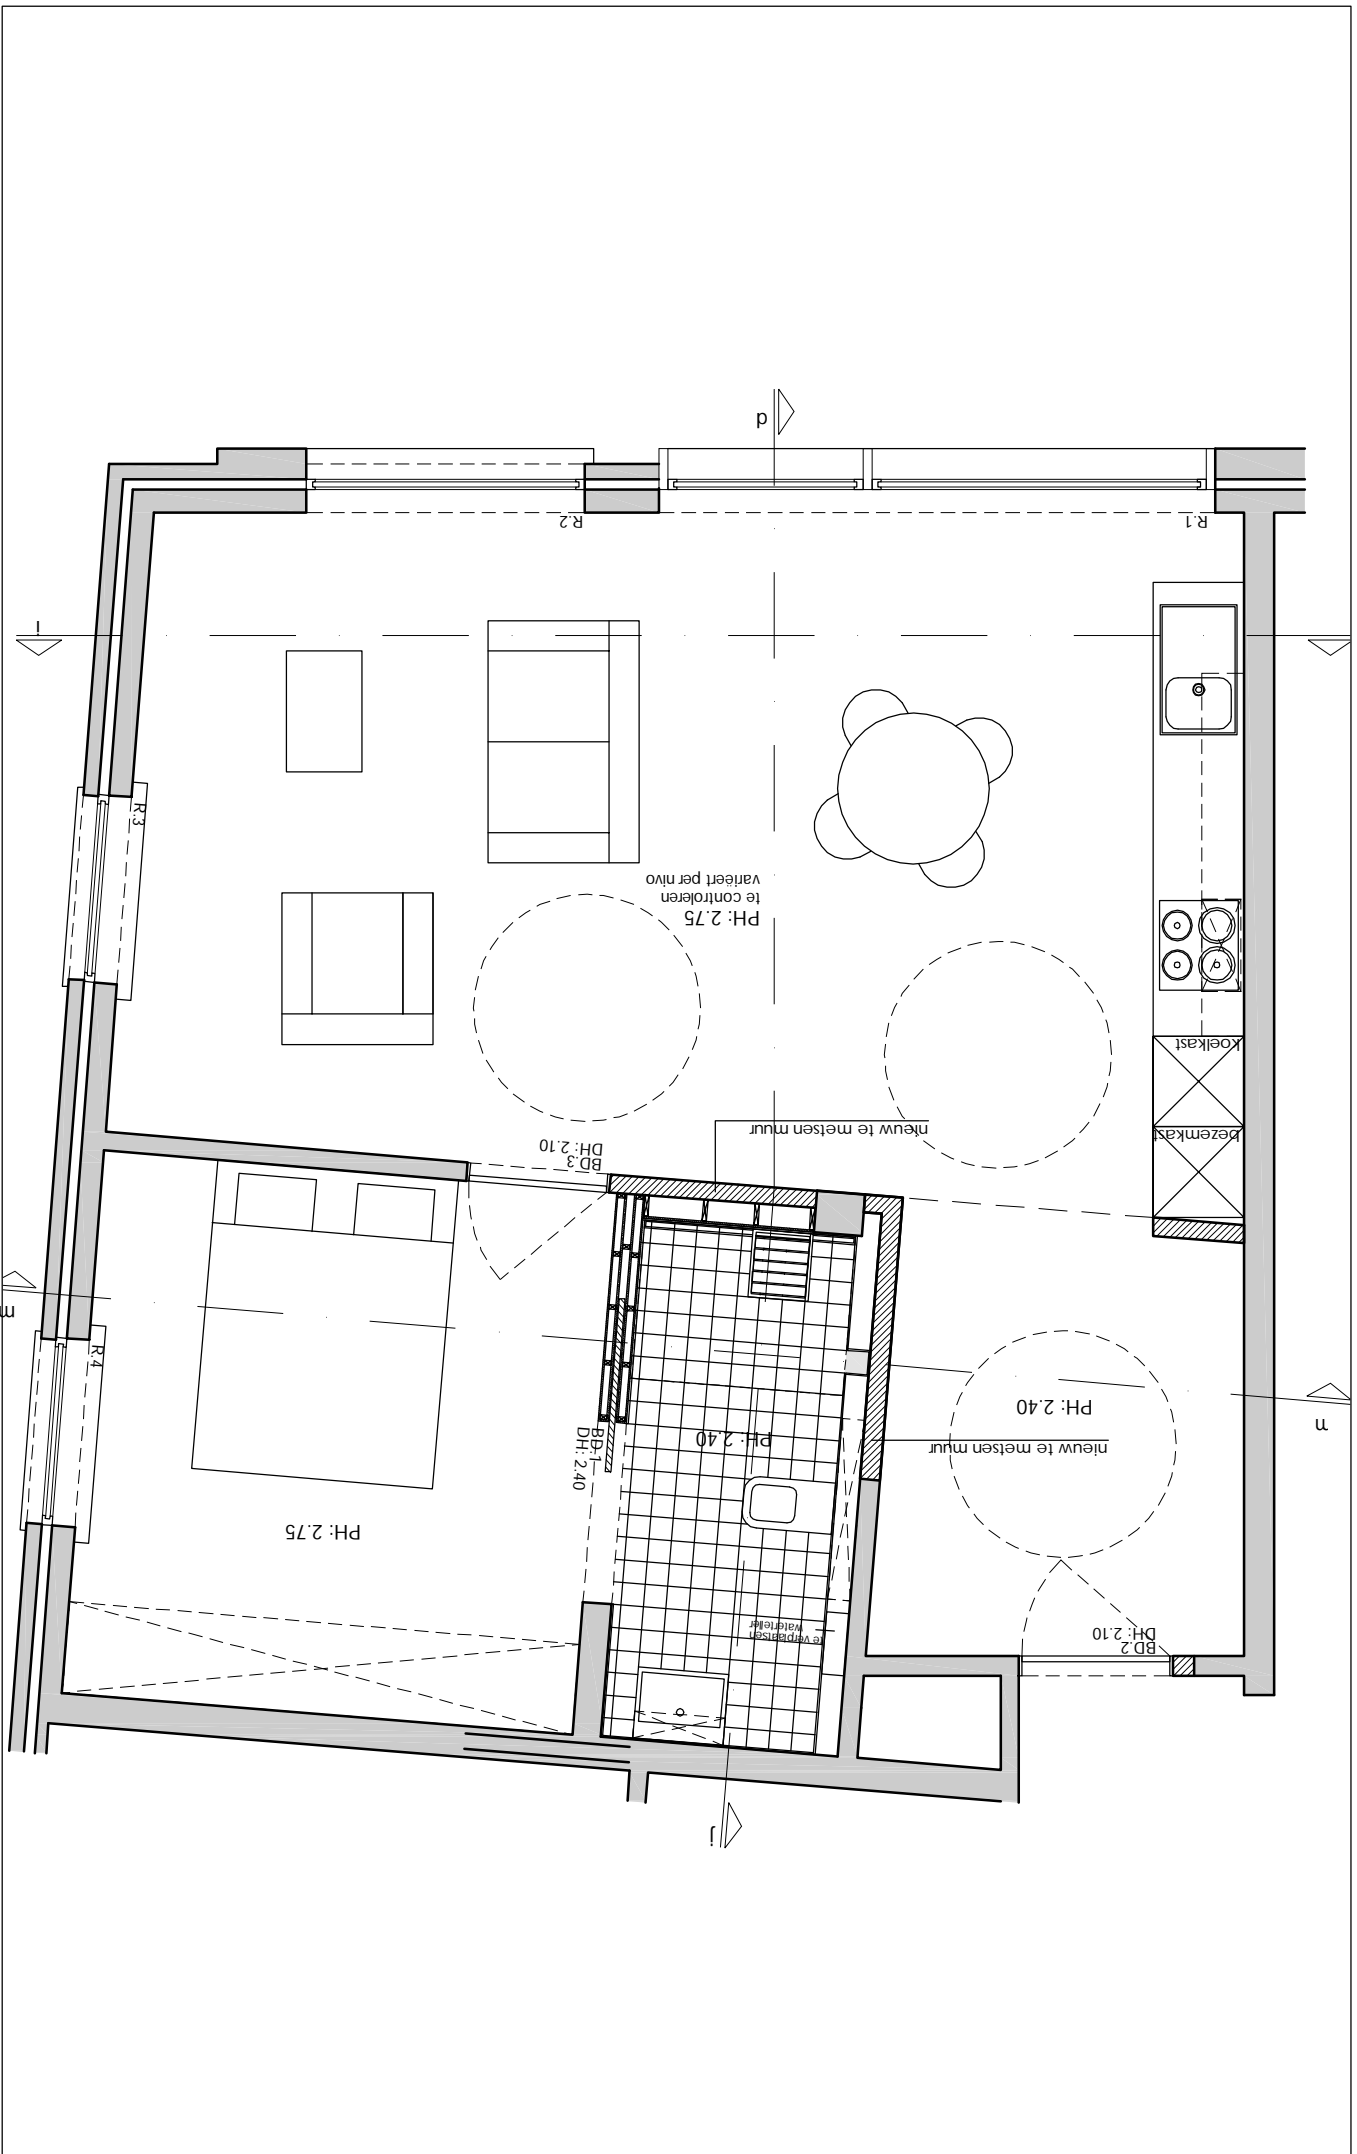 j
BD.2
DH: 2.10
te verplaatsen
waterteller
PH: 2.75
BD.1
DH: 2.40
nieuw te metsen muur
PH: 2.40
PH: 2.40
n
R.4
m
BD.3
DH: 2.10
bezemkast
nieuw te metsen muur
koelkast
PH: 2.75
te controleren
variëert per nivo
R.3
i
R.1
R.2
p